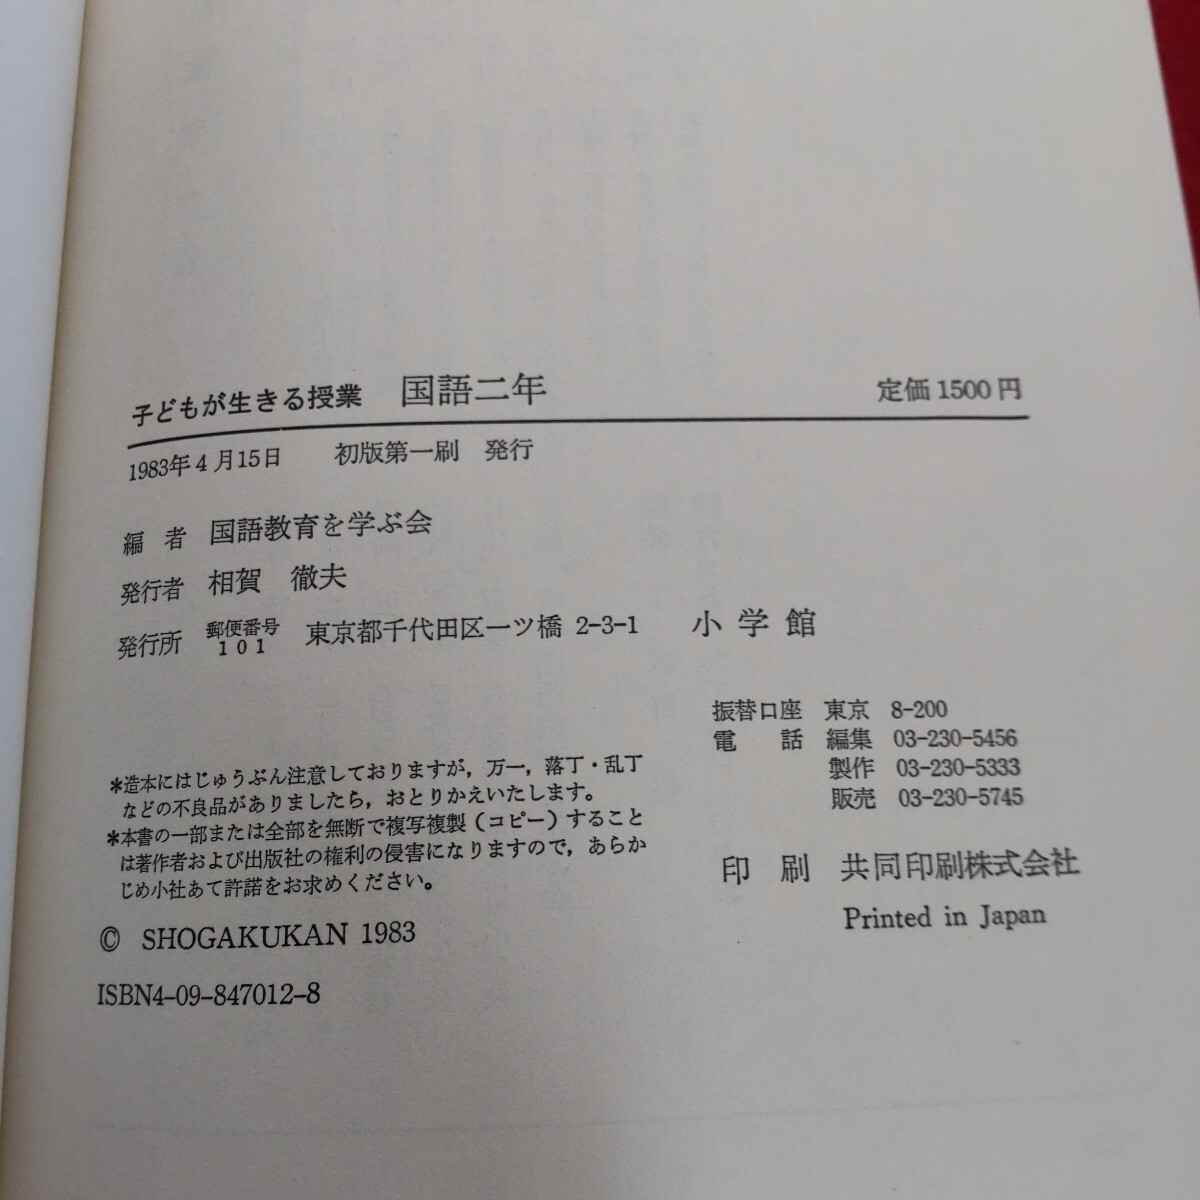 子どもが生きる授業　国語二年　定価1500円
1983年4月15日　初版第一刷　発行
編　者　国語教育を学ぶ会
発行者　相賀　徹夫
発行所　郵便番号 101　東京都千代田区一ツ橋 2-3-1　小学館
振替口座　東京　8-200
電　話　編集　03-230-5456
製作　03-230-5333
販売　03-230-5745
*造本にはじゅうぶん注意しておりますが，万一，落丁・乱丁
などの不良品がありましたら，おとりかえいたします。
*本書の一部または全部を無断で複写複製（コピー）すること
は著作者および出版社の権利の侵害になりますので，あらか
じめ小社あて許諾をお求めください。
印　刷　共同印刷株式会社
Printed in Japan
© SHOGAKUKAN 1983
ISBN4-09-847012-8